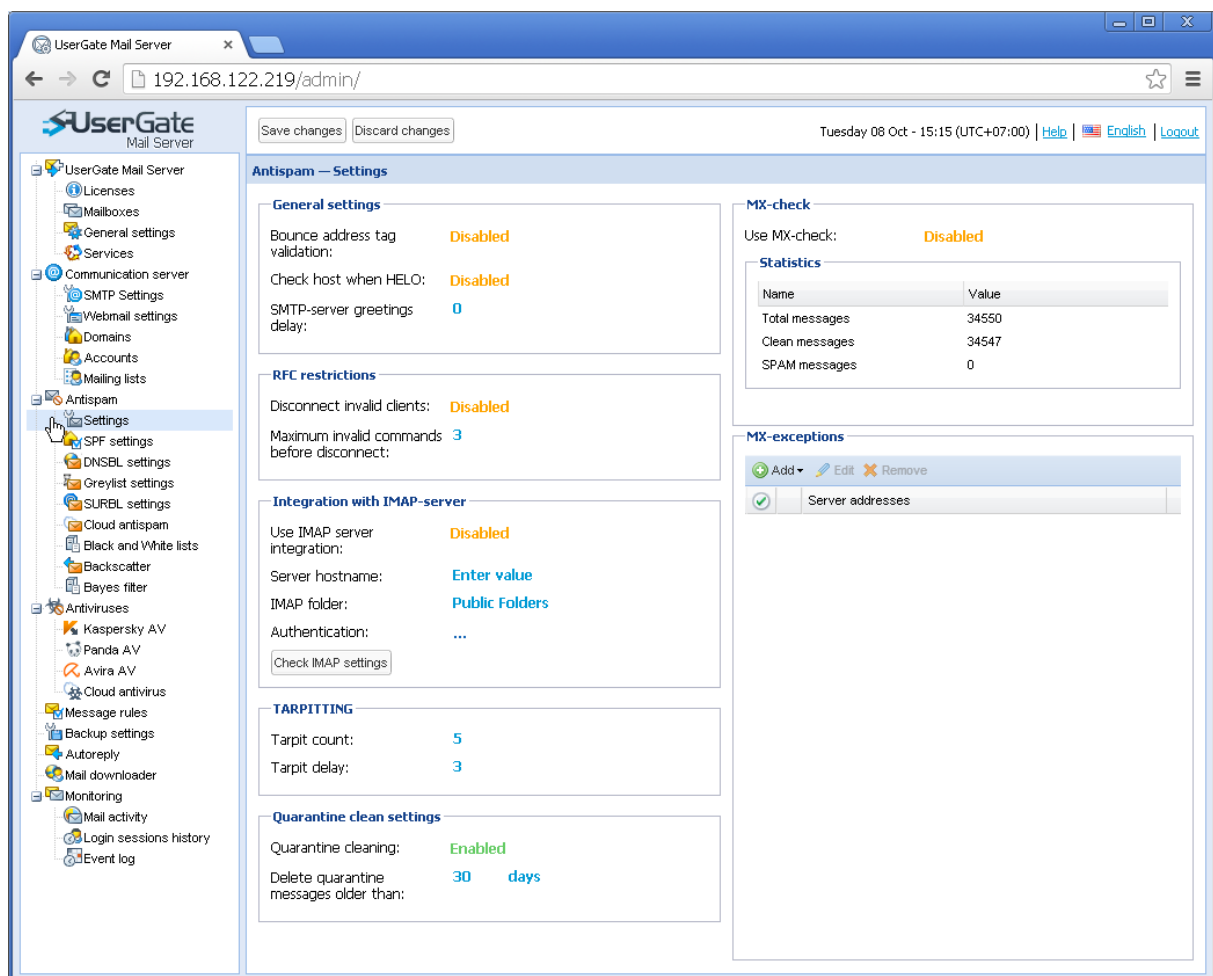 UserGate Mail Server
192.168.122.219/admin/
UserGate
Mail Server
Save changes Discard changes
Tuesday 08 Oct - 15:15 (UTC+07:00) | Help | English | Logout
UserGate Mail Server
Licenses
Mailboxes
General settings
Services
Communication server
SMTP Settings
Webmail settings
Domains
Accounts
Mailing lists
Antispam
Settings
SPF settings
DNSBL settings
Greylist settings
SURBL settings
Cloud antispam
Black and White lists
Backscatter
Bayes filter
Antiviruses
Kaspersky AV
Panda AV
Avira AV
Cloud antivirus
Message rules
Backup settings
Autoreply
Mail downloader
Monitoring
Mail activity
Login sessions history
Event log
Antispam — Settings
General settings
Bounce address tag
validation:
Disabled
Check host when HELO: Disabled
SMTP-server greetings
delay:
0
RFC restrictions
Disconnect invalid clients: Disabled
Maximum invalid commands
before disconnect:
3
Integration with IMAP-server
Use IMAP server
integration:
Disabled
Server hostname: Enter value
IMAP folder: Public Folders
Authentication: ...
Check IMAP settings
TARPITTING
Tarpit count: 5
Tarpit delay: 3
Quarantine clean settings
Quarantine cleaning: Enabled
Delete quarantine
messages older than:
30 days
MX-check
Use MX-check: Disabled
Statistics
Name Value
Total messages 34550
Clean messages 34547
SPAM messages 0
MX-exceptions
Add Edit Remove
Server addresses